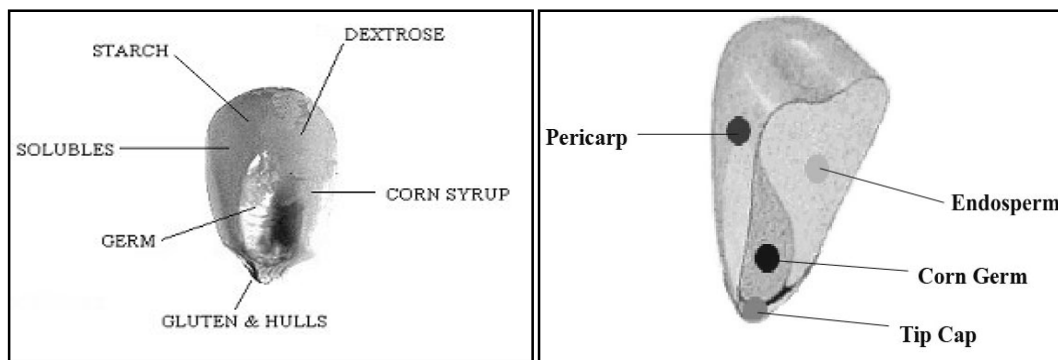 DEXTROSE
STARCH
SOLUBLES
CORN SYRUP
GERM
GLUTEN & HULLS
Pericarp
Endosperm
Corn Germ
Tip Cap